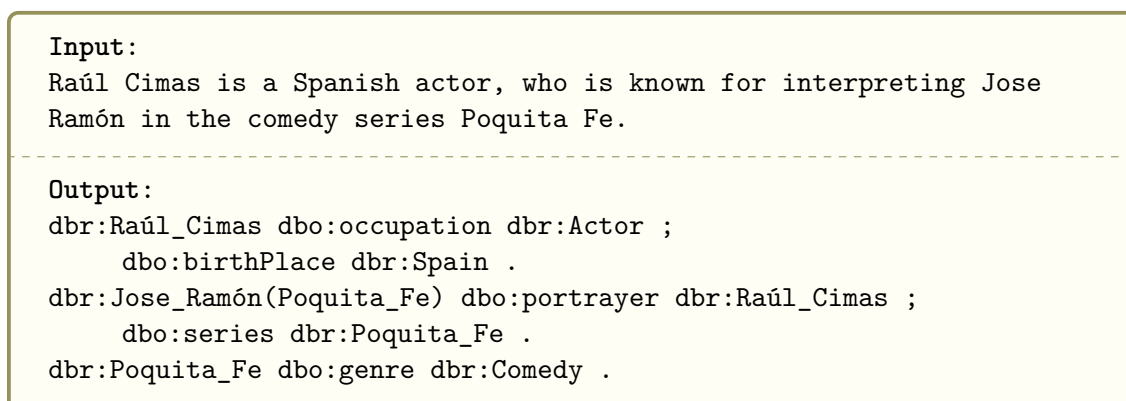 Input:
Raúl Cimas is a Spanish actor, who is known for interpreting Jose
Ramón in the comedy series Poquita Fe.
Output:
dbr:Raúl_Cimas dbo:occupation dbr:Actor ;
dbo:birthPlace dbr:Spain .
dbr:Jose_Ramón(Poquita_Fe) dbo:portrayer dbr:Raúl_Cimas ;
dbo:series dbr:Poquita_Fe .
dbr:Poquita_Fe dbo:genre dbr:Comedy .